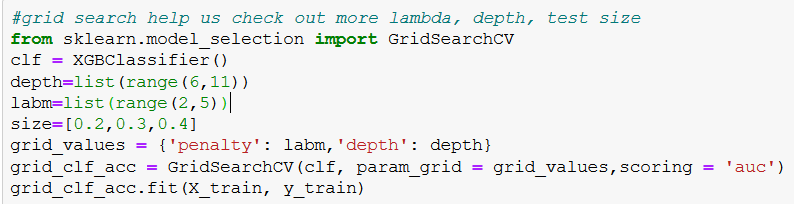 #grid search help us check out more lambda, depth, test size
from sklearn.model_selection import GridSearchCV
clf = XGBClassifier()
depth=list(range(6,11))
labm=list(range(2,5))
size=[0.2,0.3,0.4]
grid_values = {'penalty': labm,'depth': depth}
grid_clf_acc = GridSearchCV(clf, param_grid = grid_values,scoring = 'auc')
grid_clf_acc.fit(X_train, y_train)